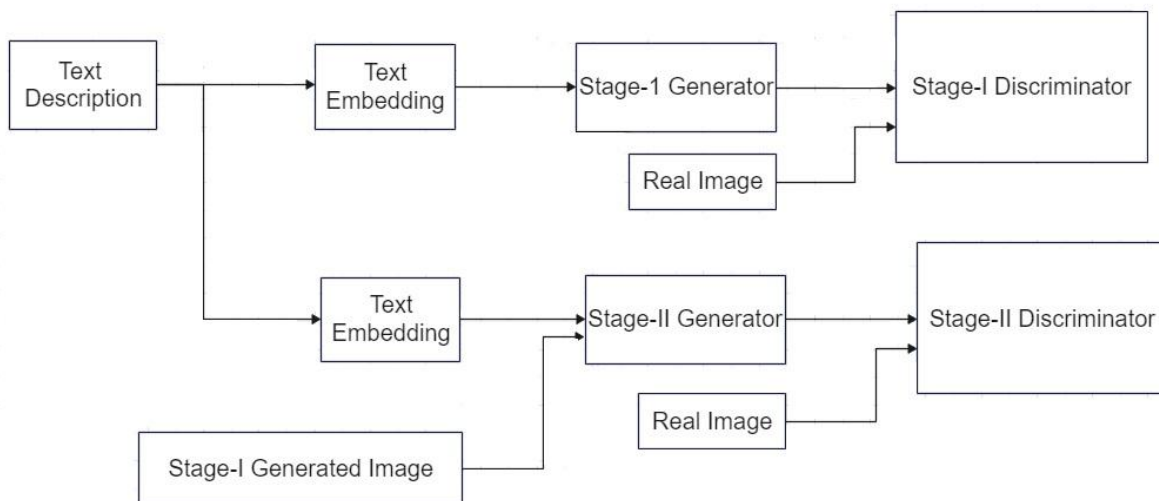 Text
Description
Text
Embedding
Stage-1 Generator
Stage-I Discriminator
Real Image
Text
Embedding
Stage-II Generator
Stage-II Discriminator
Real Image
Stage-I Generated Image